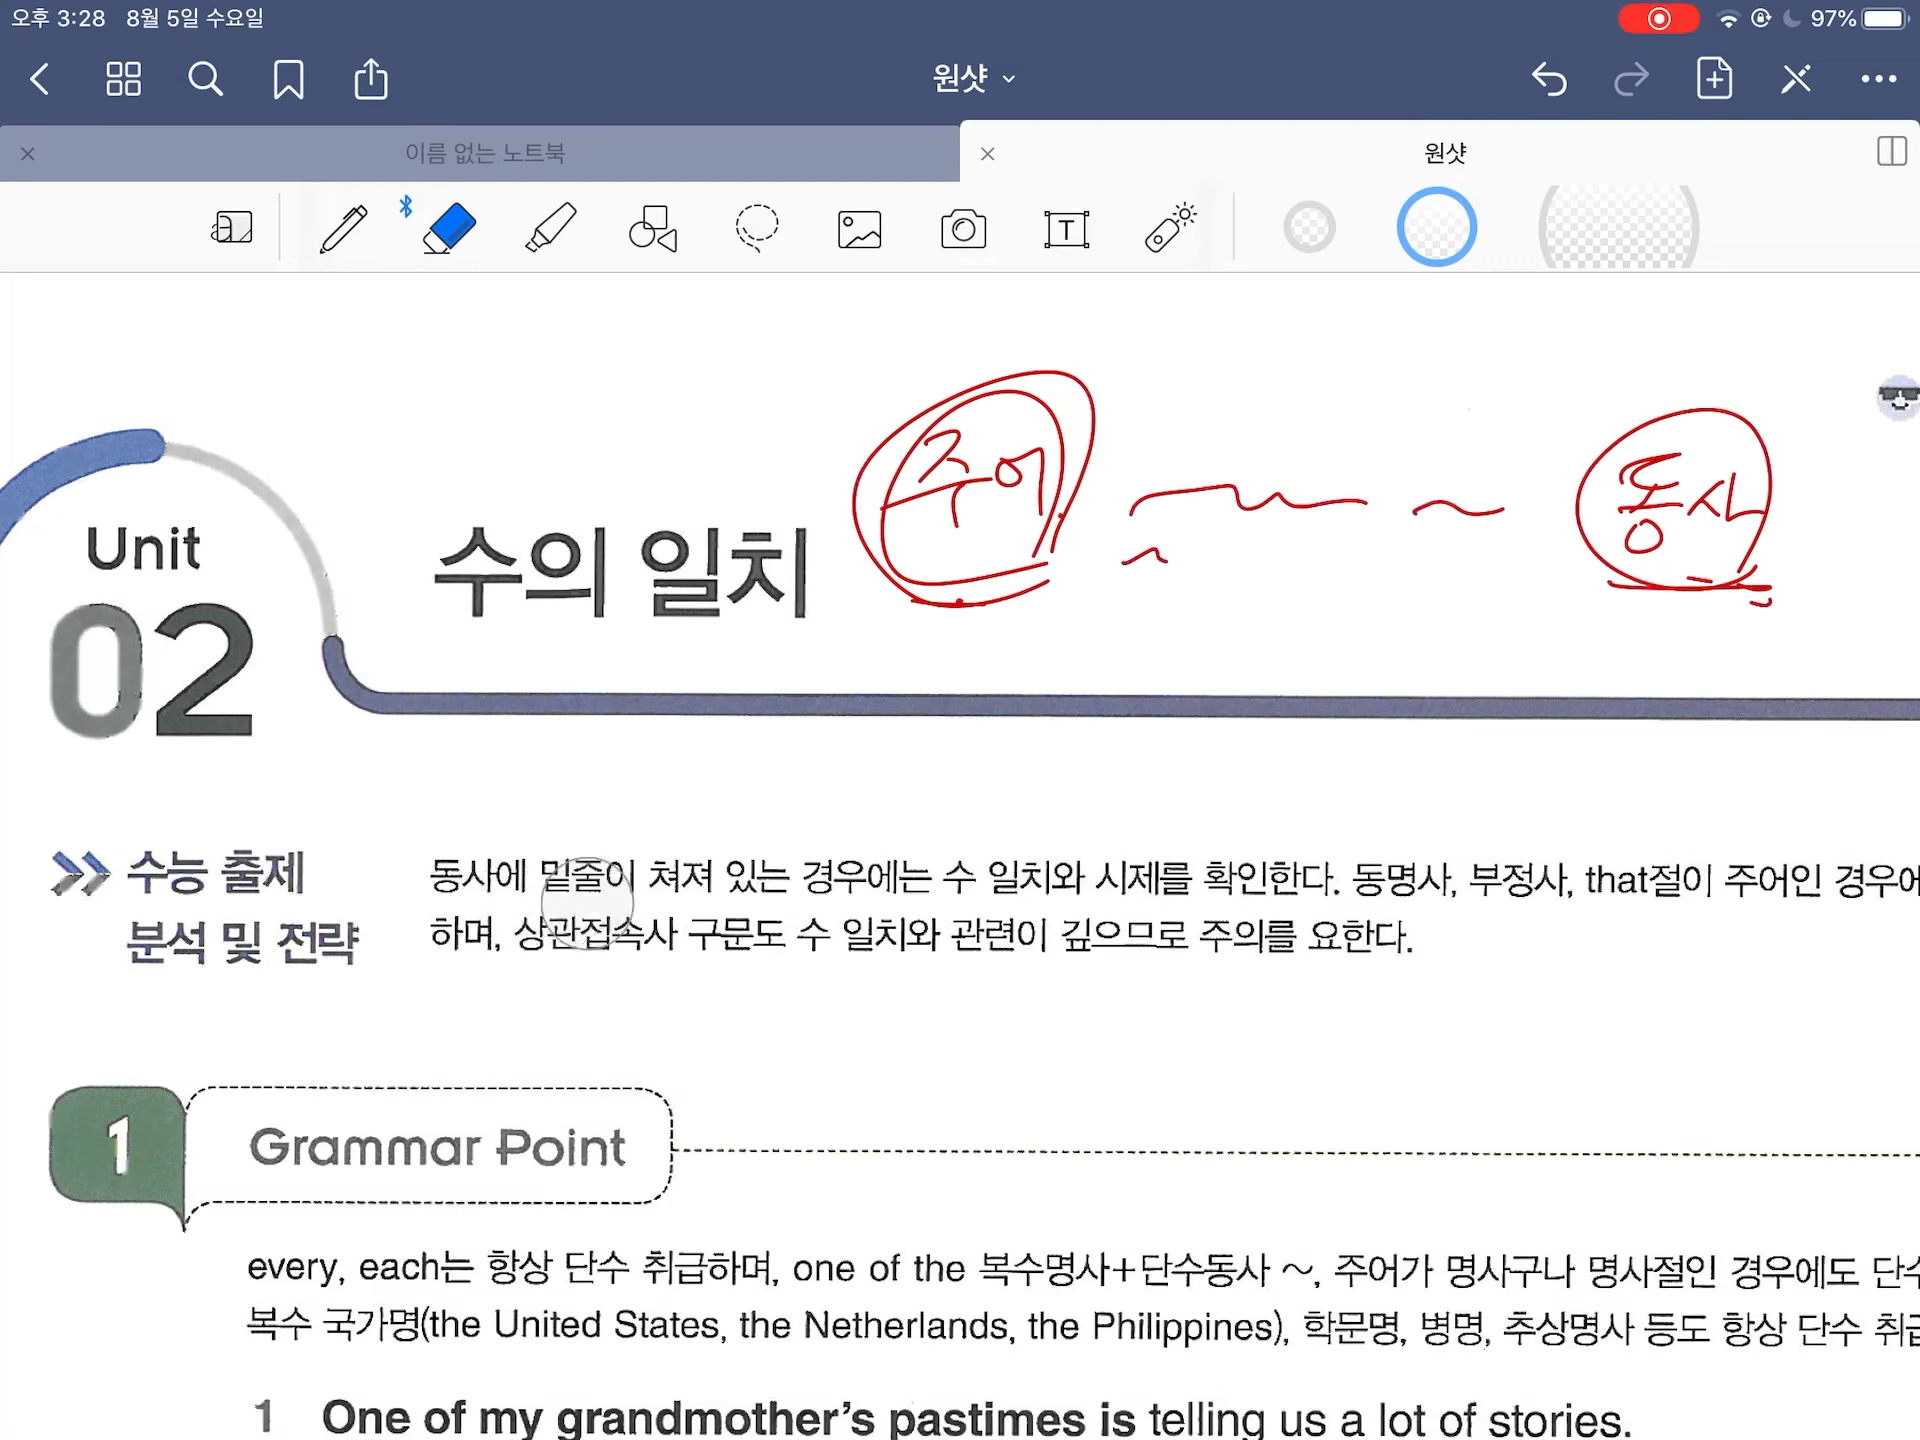 오후 3:28 8월 5일 수요일
97%
원샷
이름 없는 노트북
원샷
T
주어
동사
Unit
02
수의 일치
수능 출제
분석 및 전략
동사에 밑줄이 쳐져 있는 경우에는 수 일치와 시제를 확인한다. 동명사, 부정사, that절이 주어인 경우에
하며, 상관접속사 구문도 수 일치와 관련이 깊으므로 주의를 요한다.
1 Grammar Point
every, each는 항상 단수 취급하며, one of the 복수명사+단수동사 ~, 주어가 명사구나 명사절인 경우에도 단수
복수 국가명(the United States, the Netherlands, the Philippines), 학문명, 병명, 추상명사 등도 항상 단수 취급
1 One of my grandmother's pastimes is telling us a lot of stories.